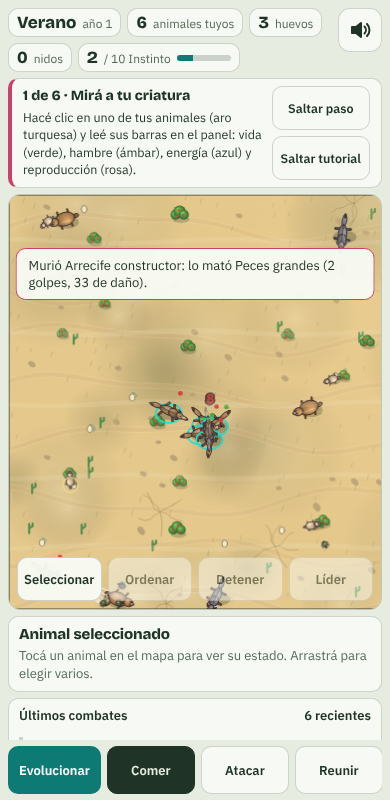 Verano año 1
6 animales tuyos
3 huevos
0 nidos
2 / 10 Instinto
1 de 6 · Mirá a tu criatura
Hacé clic en uno de tus animales (aro
turquesa) y leé sus barras en el panel: vida
(verde), hambre (ámbar), energía (azul) y
reproducción (rosa).
Saltar paso
Saltar tutorial
Murió Arrecife constructor: lo mató Peces grandes (2
golpes, 33 de daño).
Seleccionar
Ordenar
Detener
Líder
Animal seleccionado
Tocá un animal en el mapa para ver su estado. Arrastrá para
elegir varios.
Últimos combates
6 recientes
Evolucionar
Comer
Atacar
Reunir